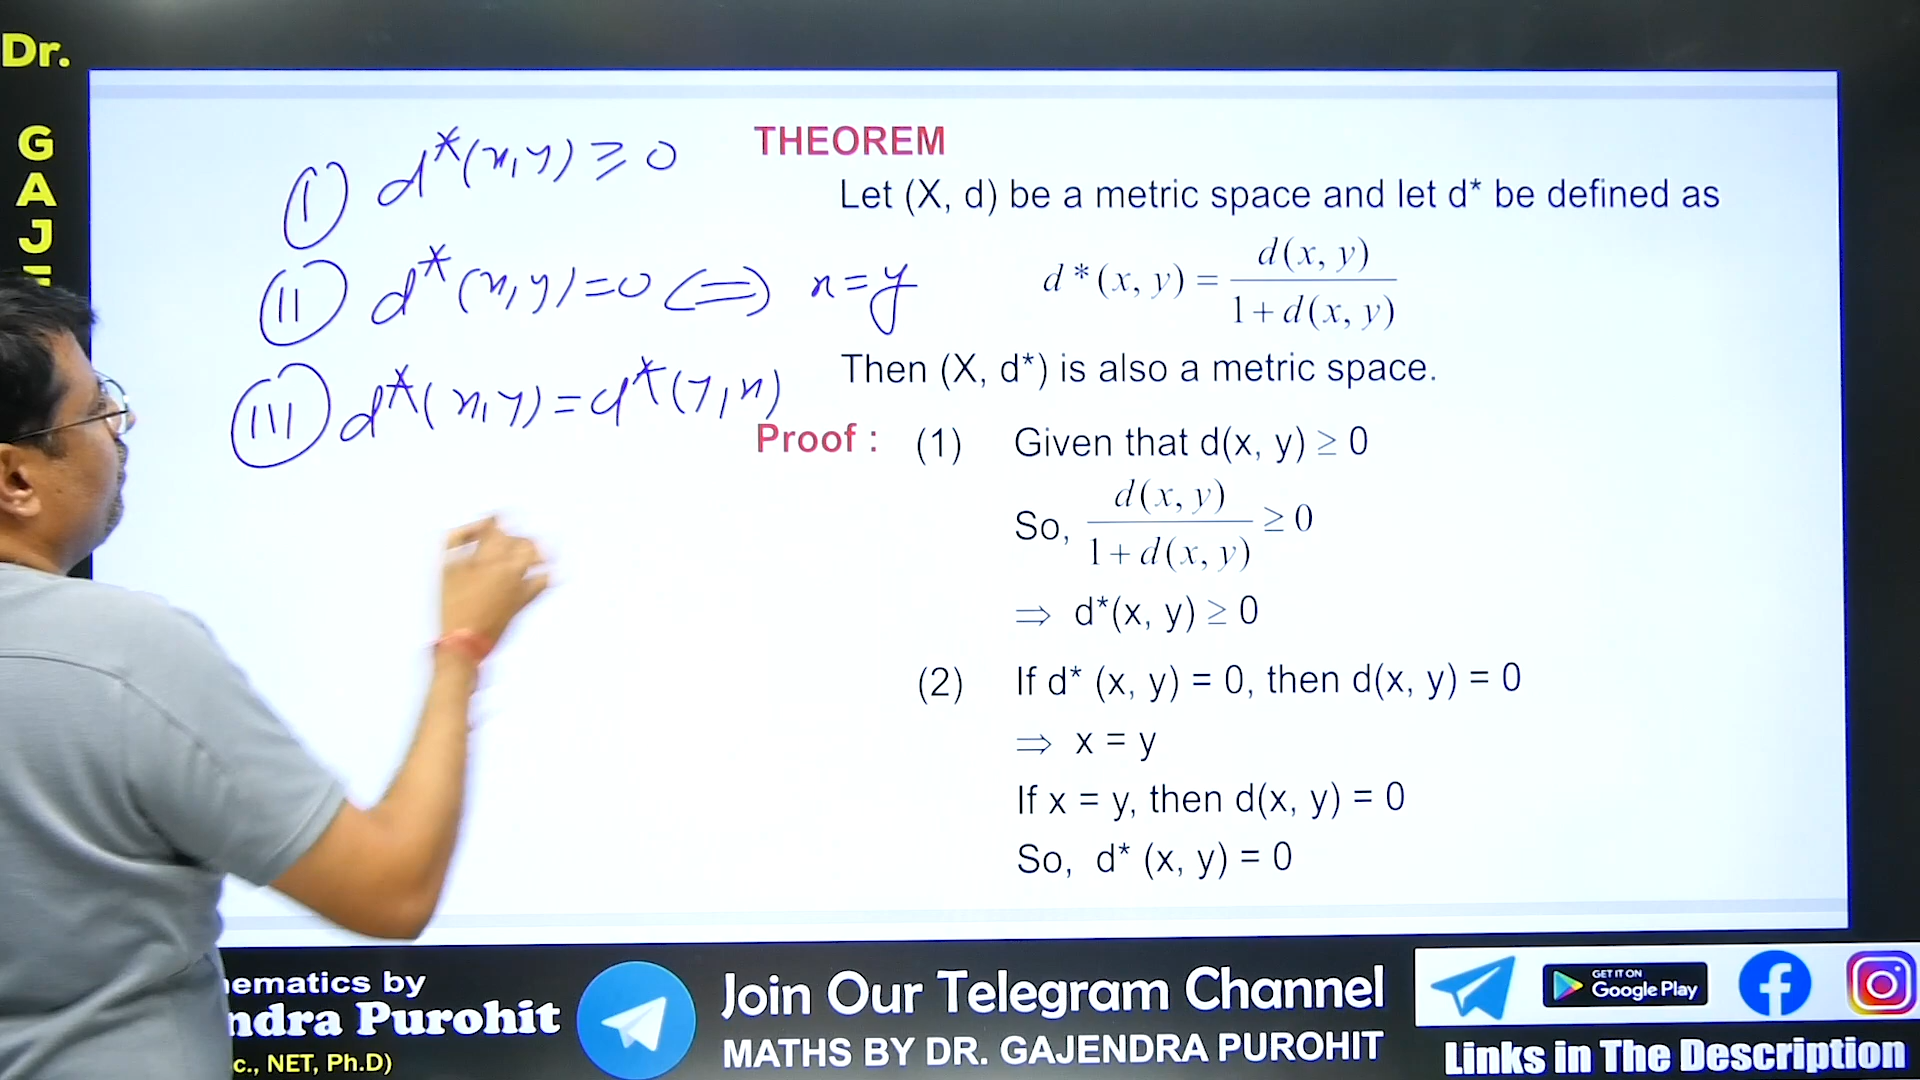 Dr.
G
A
J
I d*(x,y) ≥ 0
II d*(x,y)=0 <=> x=y
III d*(x,y)=d*(y,x)
THEOREM
Let (X, d) be a metric space and let d* be defined as
d*(x, y) = d(x, y) / 1+d(x, y)
Then (X, d*) is also a metric space.
Proof : (1) Given that d(x, y) ≥ 0
So, d(x, y) / 1+d(x, y) ≥ 0
⇒ d*(x, y) ≥ 0
(2) If d* (x, y) = 0, then d(x, y) = 0
⇒ x = y
If x = y, then d(x, y) = 0
So, d* (x, y) = 0
ematics by
ndra Purohit
c., NET, Ph.D)
Join Our Telegram Channel
MATHS BY DR. GAJENDRA PUROHIT
GET IT ON
Google Play
Links in The Description